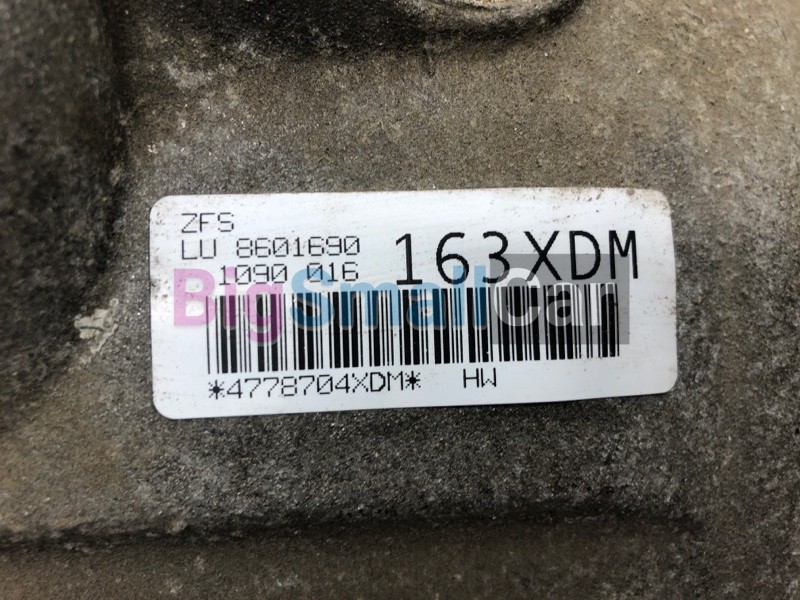 ZFS
LU 8601690
1090 016
163XDM
BigSmallCar
*4778704XDM* HW